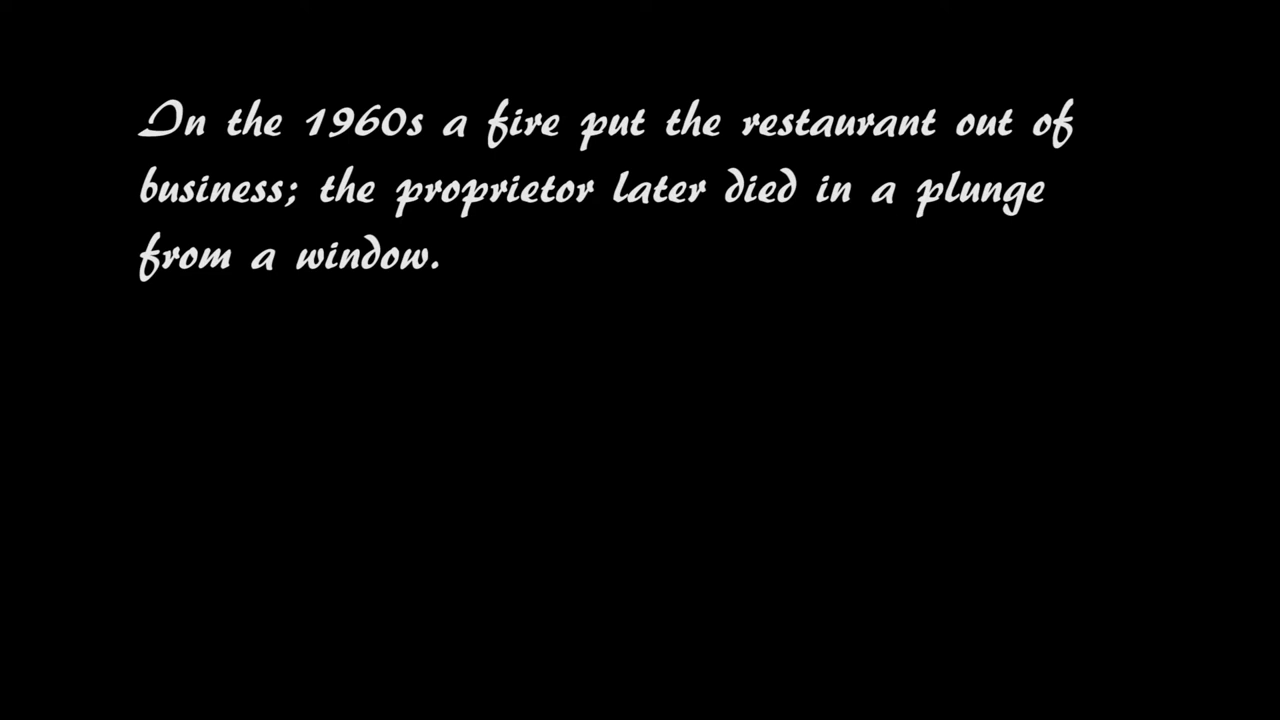 In the 1960s a fire put the restaurant out of
business; the proprietor later died in a plunge
from a window.